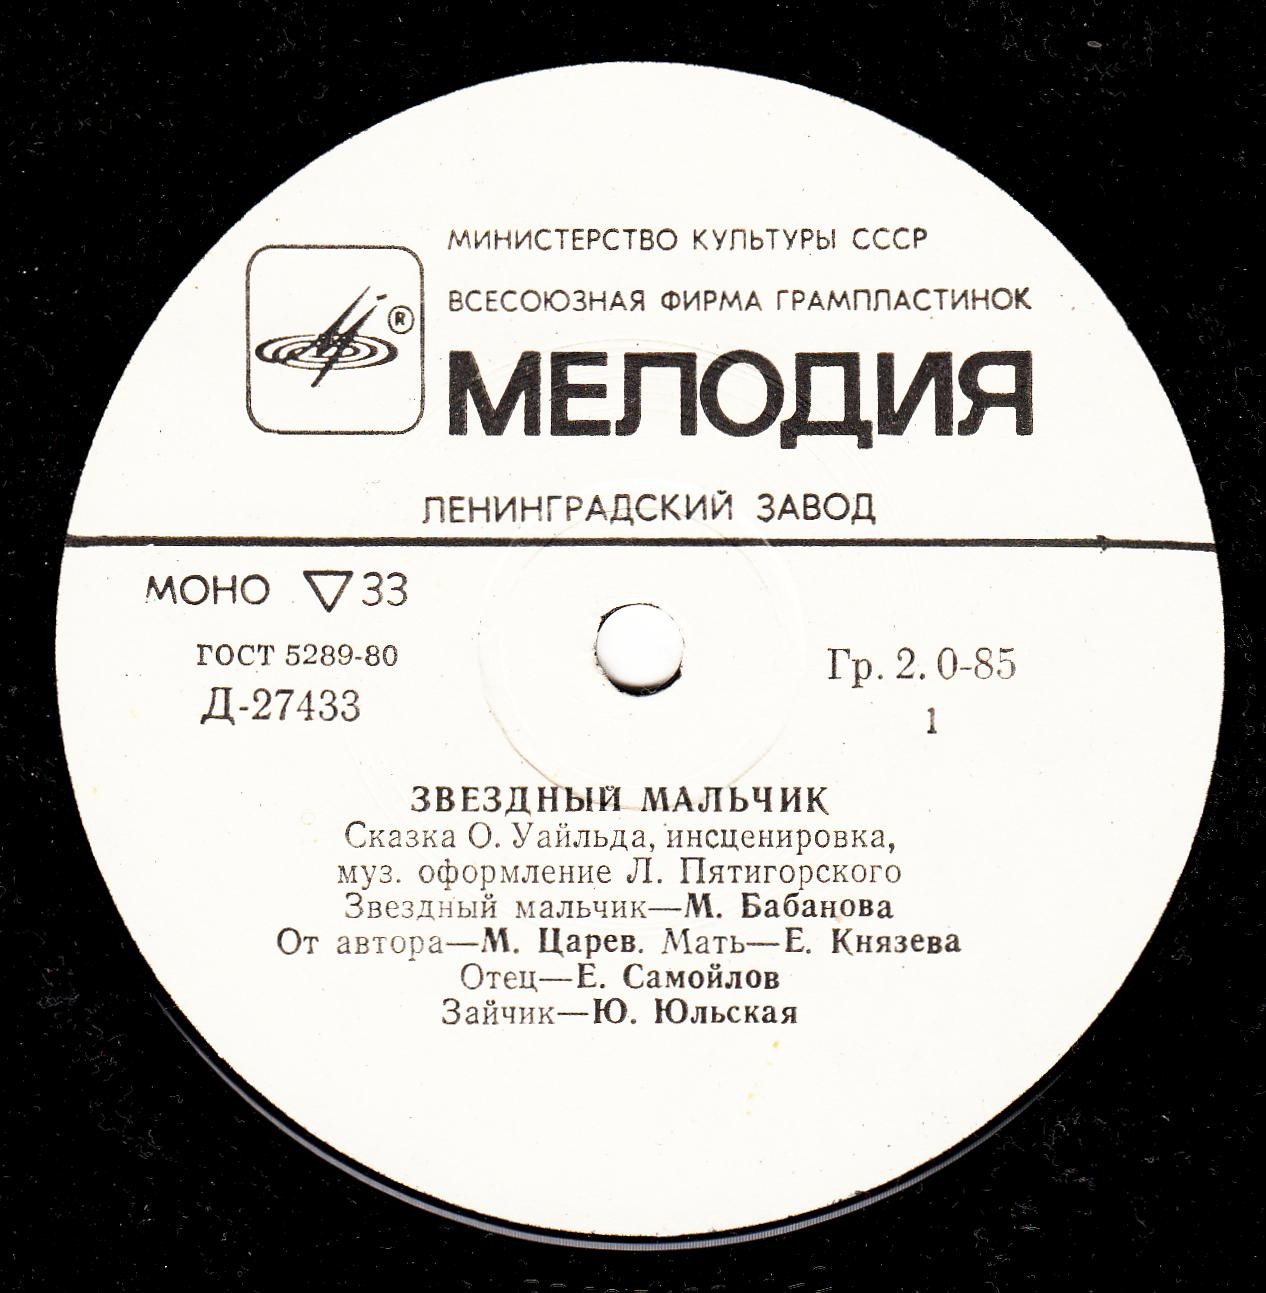 МИНИСТЕРСТВО КУЛЬТУРЫ СССР
ВСЕСОЮЗНАЯ ФИРМА ГРАМПЛАСТИНОК
®
МЕЛОДИЯ
ЛЕНИНГРАДСКИЙ ЗАВОД
МОНО ▽33
ГОСТ 5289-80
Д-27433
Гр. 2. 0-85
1
ЗВЕЗДНЫЙ МАЛЬЧИК
Сказка О. Уайльда, инсценировка,
муз. оформление Л. Пятигорского
Звездный мальчик—М. Бабанова
От автора—М. Царев. Мать—Е. Князева
Отец—Е. Самойлов
Зайчик—Ю. Юльская